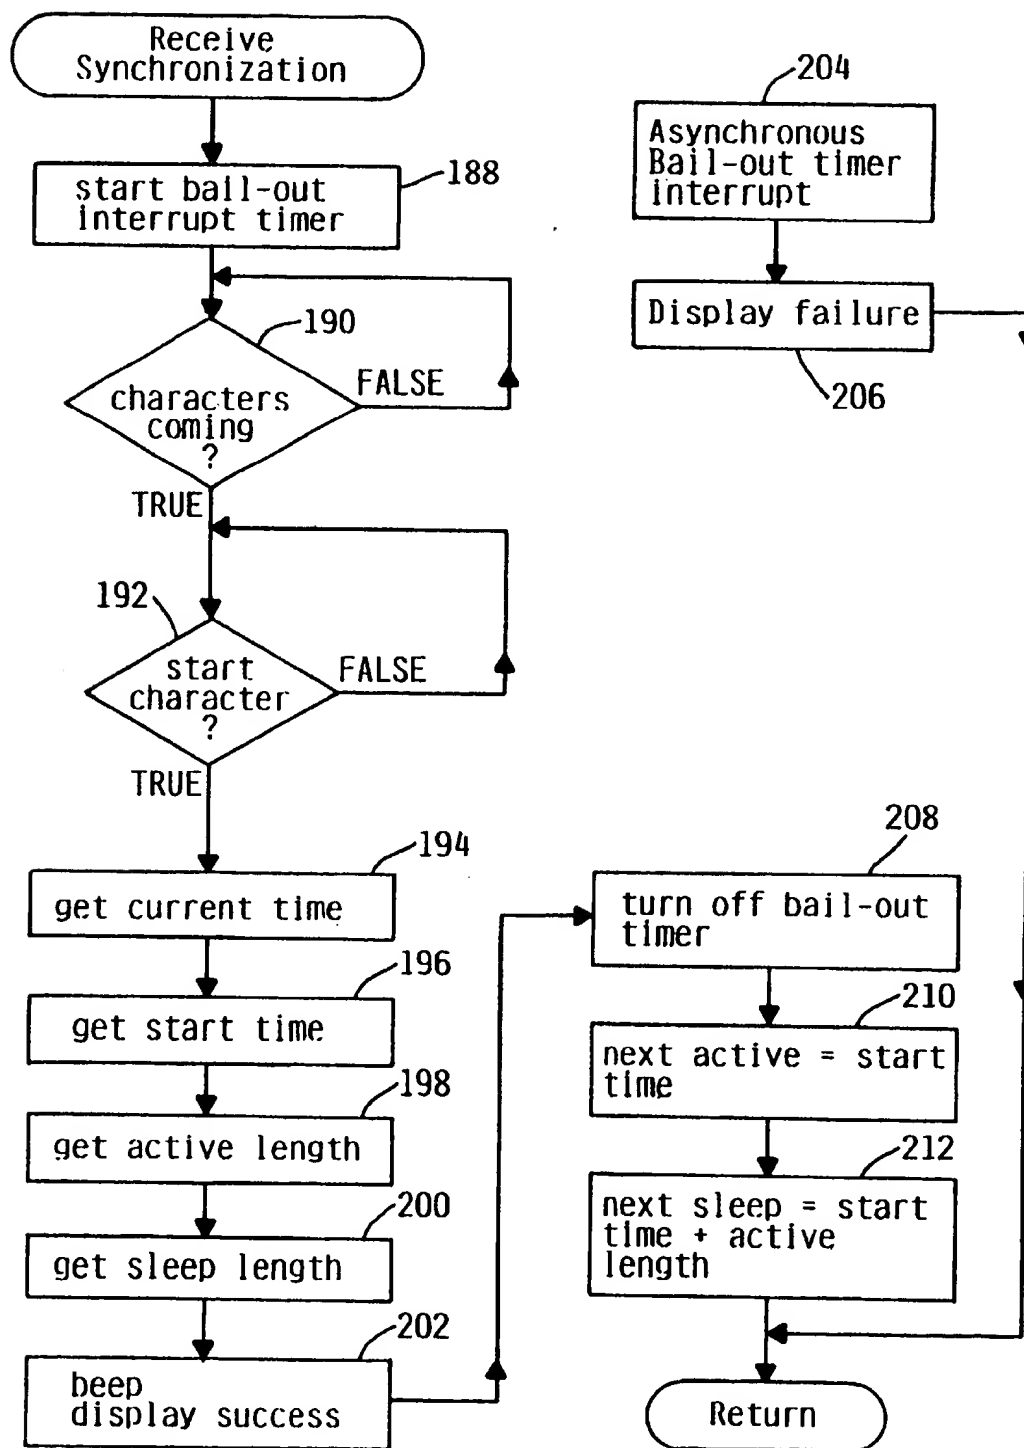 Receive
Synchronization
start bail-out
interrupt timer
188
190
characters
coming
?
FALSE
TRUE
192
start
character
?
FALSE
TRUE
194
get current time
196
get start time
198
get active length
200
get sleep length
202
beep
display success
204
Asynchronous
Bail-out timer
interrupt
Display failure
206
208
turn off bail-out
timer
210
next active = start
time
212
next sleep = start
time + active
length
Return